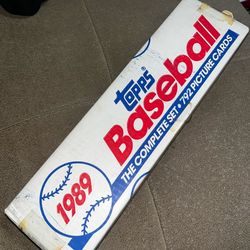 TOPPS
Baseball
THE COMPLETE SET • 792 PICTURE CARDS
1989